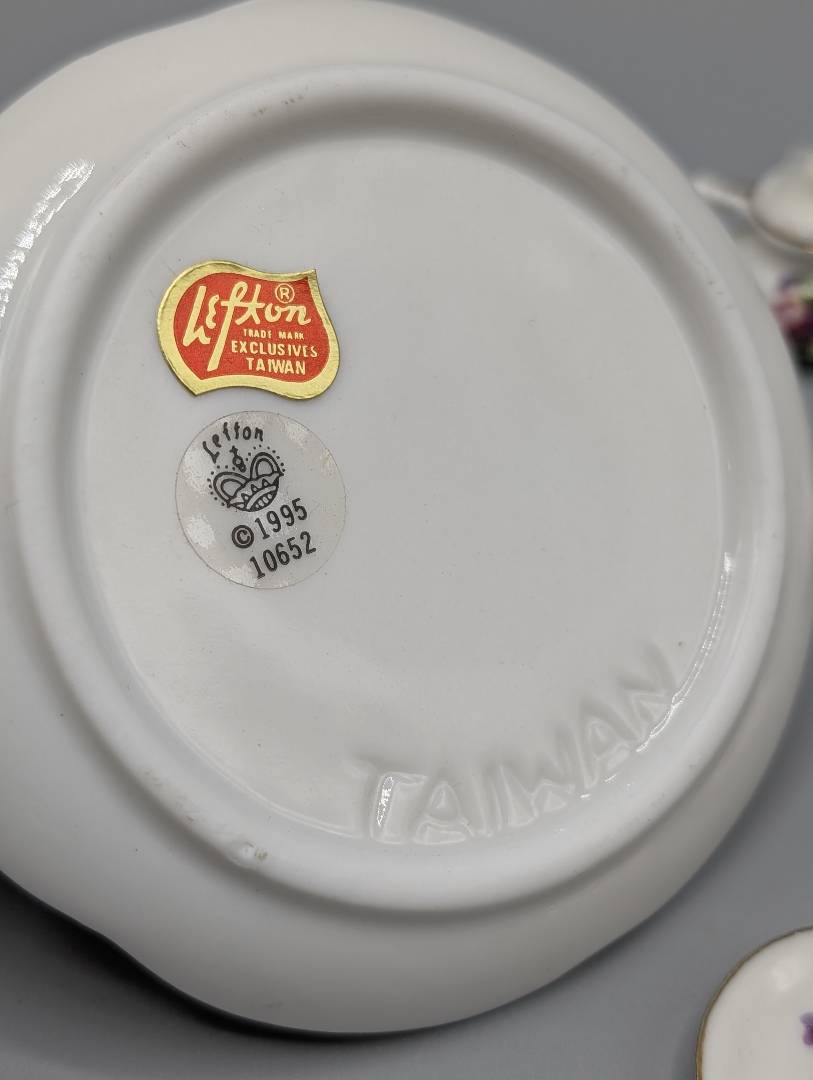 Lefton ®
TRADE MARK
EXCLUSIVES
TAIWAN
Lefton
©1995
10652
TAIWAN